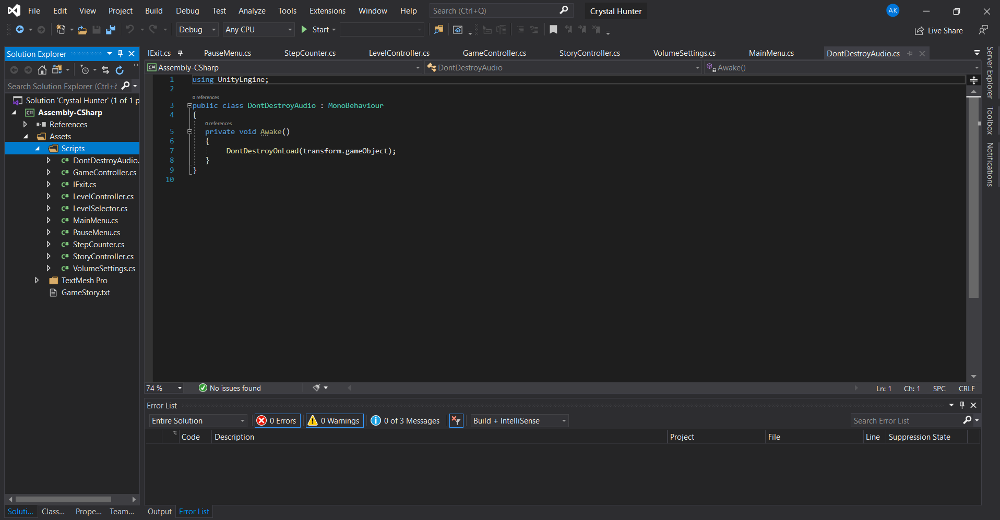 File Edit View Project Build Debug Test Analyze Tools Extensions Window Help Search (Ctrl+Q) Crystal Hunter AK
Debug Any CPU Start Live Share
Solution Explorer
Search Solution Explorer (Ctrl+č
Solution 'Crystal Hunter' (1 of 1 p
C# Assembly-CSharp
References
Assets
Scripts
C# DontDestroyAudio.
C# GameController.cs
C# IExit.cs
C# LevelController.cs
C# LevelSelector.cs
C# MainMenu.cs
C# PauseMenu.cs
C# StepCounter.cs
C# StoryController.cs
C# VolumeSettings.cs
TextMesh Pro
GameStory.txt
Soluti... Class... Prope... Team...
IExit.cs PauseMenu.cs StepCounter.cs LevelController.cs GameController.cs StoryController.cs VolumeSettings.cs MainMenu.cs DontDestroyAudio.cs
C# Assembly-CSharp DontDestroyAudio Awake()
1 using UnityEngine;
2
0 references
3 public class DontDestroyAudio : MonoBehaviour
4 {
0 references
5 private void Awake()
6 {
7 DontDestroyOnLoad(transform.gameObject);
8 }
9 }
10
74 % No issues found Ln: 1 Ch: 1 SPC CRLF
Error List
Entire Solution 0 Errors 0 Warnings 0 of 3 Messages Build + IntelliSense Search Error List
Code Description Project File Line Suppression State
Output Error List
Server Explorer
Toolbox
Notifications